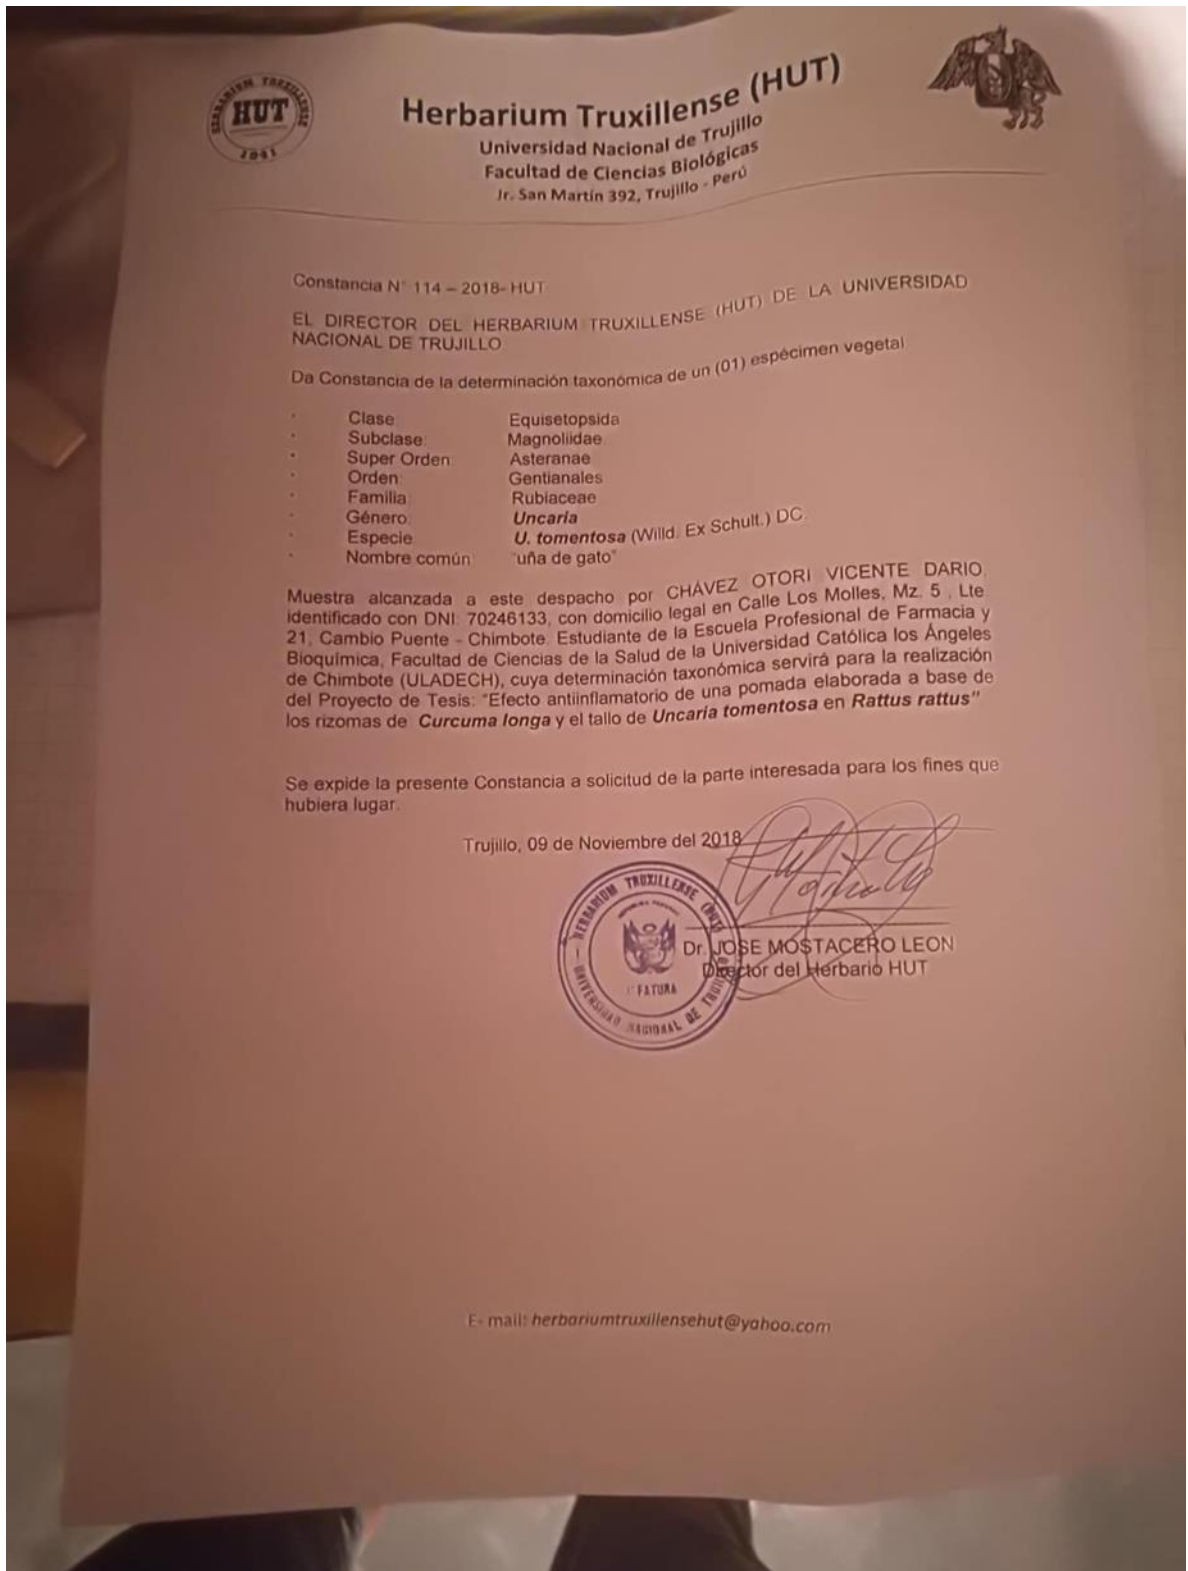 HERBARIUM TRUXILLENSE
HUT
1941
Herbarium Truxillense (HUT)
Universidad Nacional de Trujillo
Facultad de Ciencias Biológicas
Jr. San Martín 392, Trujillo - Perú
Constancia N° 114 – 2018- HUT
EL DIRECTOR DEL HERBARIUM TRUXILLENSE (HUT) DE LA UNIVERSIDAD
NACIONAL DE TRUJILLO
Da Constancia de la determinación taxonómica de un (01) espécimen vegetal:
Clase: Equisetopsida
Subclase: Magnoliidae.
Super Orden: Asteranae
Orden: Gentianales
Familia: Rubiaceae
Género: Uncaria
Especie: U. tomentosa (Willd. Ex Schult.) DC.
Nombre común: "uña de gato"
Muestra alcanzada a este despacho por CHÁVEZ OTORI VICENTE DARIO,
identificado con DNI: 70246133, con domicilio legal en Calle Los Molles, Mz. 5 , Lte
21, Cambio Puente - Chimbote. Estudiante de la Escuela Profesional de Farmacia y
Bioquímica, Facultad de Ciencias de la Salud de la Universidad Católica los Ángeles
de Chimbote (ULADECH), cuya determinación taxonómica servirá para la realización
del Proyecto de Tesis: "Efecto antiinflamatorio de una pomada elaborada a base de
los rizomas de Curcuma longa y el tallo de Uncaria tomentosa en Rattus rattus"
Se expide la presente Constancia a solicitud de la parte interesada para los fines que
hubiera lugar.
Trujillo, 09 de Noviembre del 2018
HERBARIUM TRUXILLENSE (HUT)
UNIVERSIDAD NACIONAL DE TRUJILLO
Dr. JOSE MOSTACERO LEON
Director del Herbario HUT
E- mail: herbariumtruxillensehut@yahoo.com